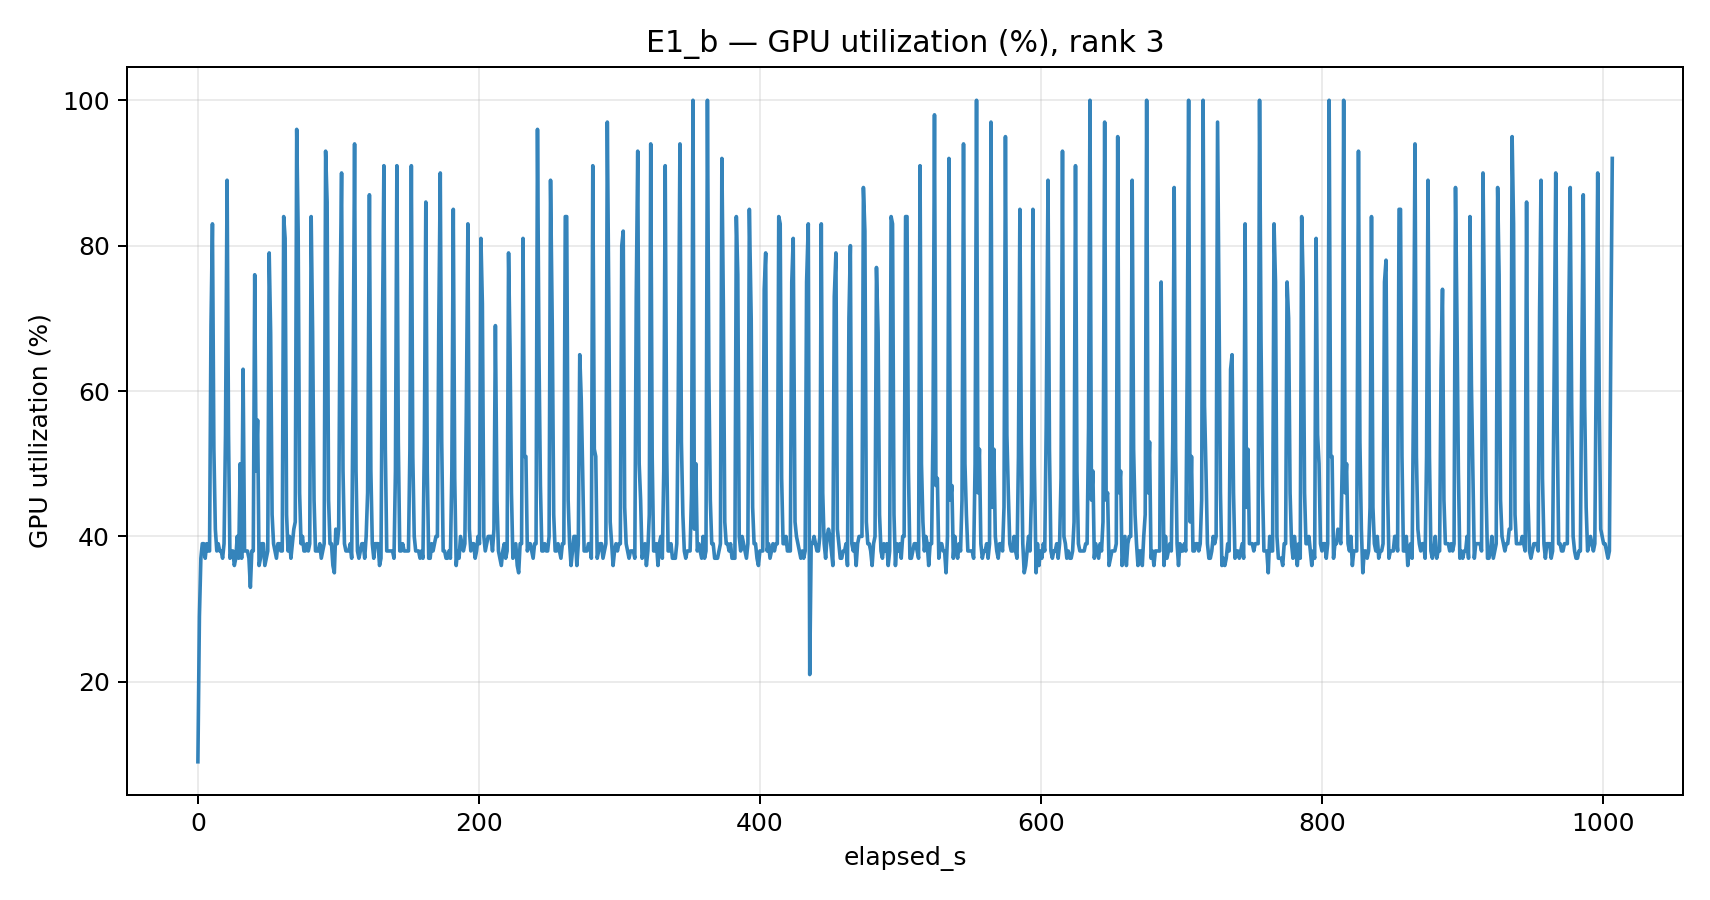 E1_b — GPU utilization (%), rank 3
100
80
60
40
20
GPU utilization (%)
0 200 400 600 800 1000
elapsed_s